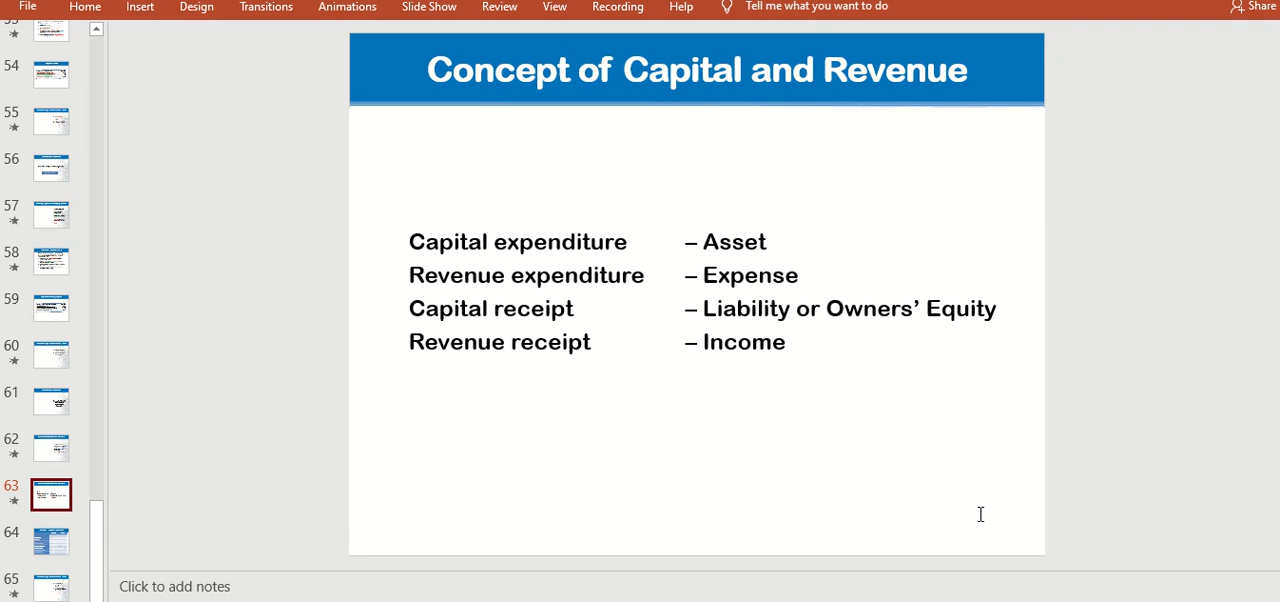 File Home Insert Design Transitions Animations Slide Show Review View Recording Help Tell me what you want to do Share
54
55
56
57
58
59
60
61
62
63
64
65
Concept of Capital and Revenue
Capital expenditure – Asset
Revenue expenditure – Expense
Capital receipt – Liability or Owners’ Equity
Revenue receipt – Income
Click to add notes